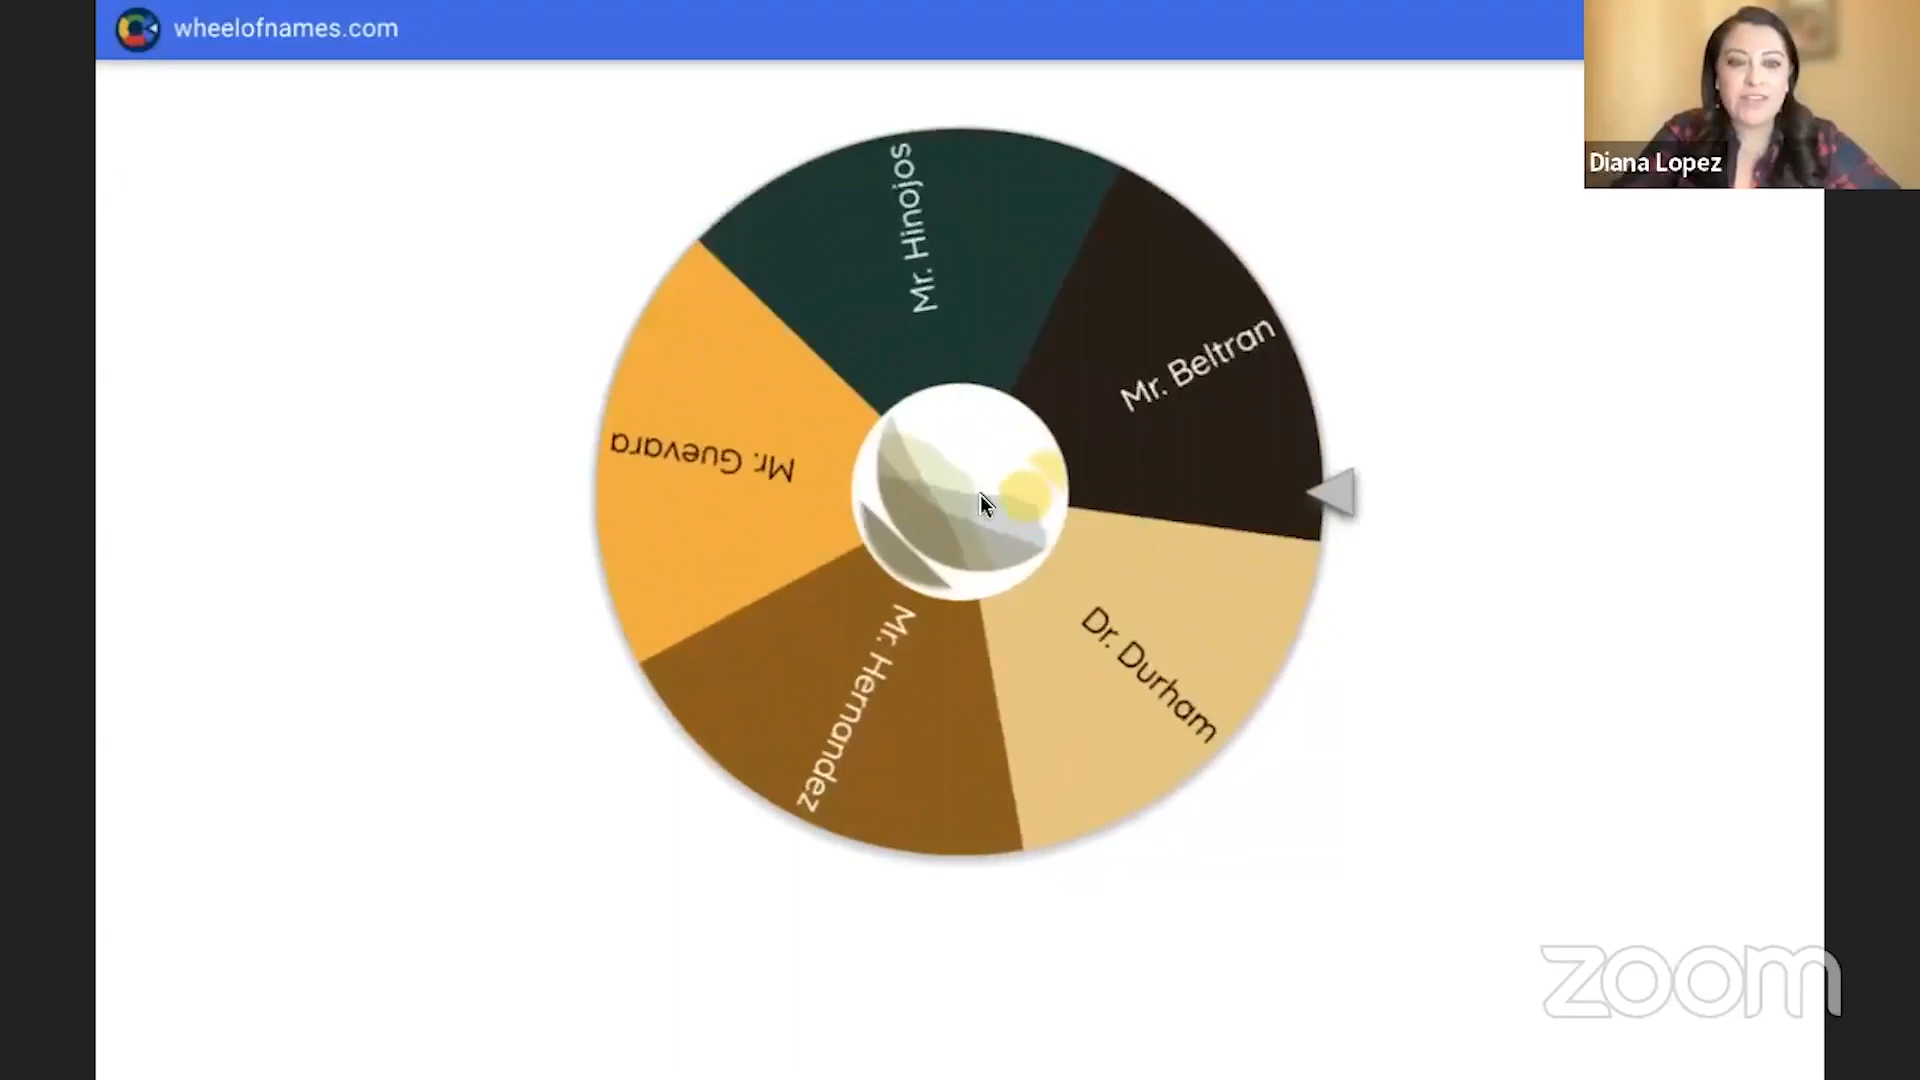 wheelofnames.com
Diana Lopez
Mr. Hinojos
Mr. Beltran
Mr. Guevara
Dr. Durham
Mr. Hernandez
zoom